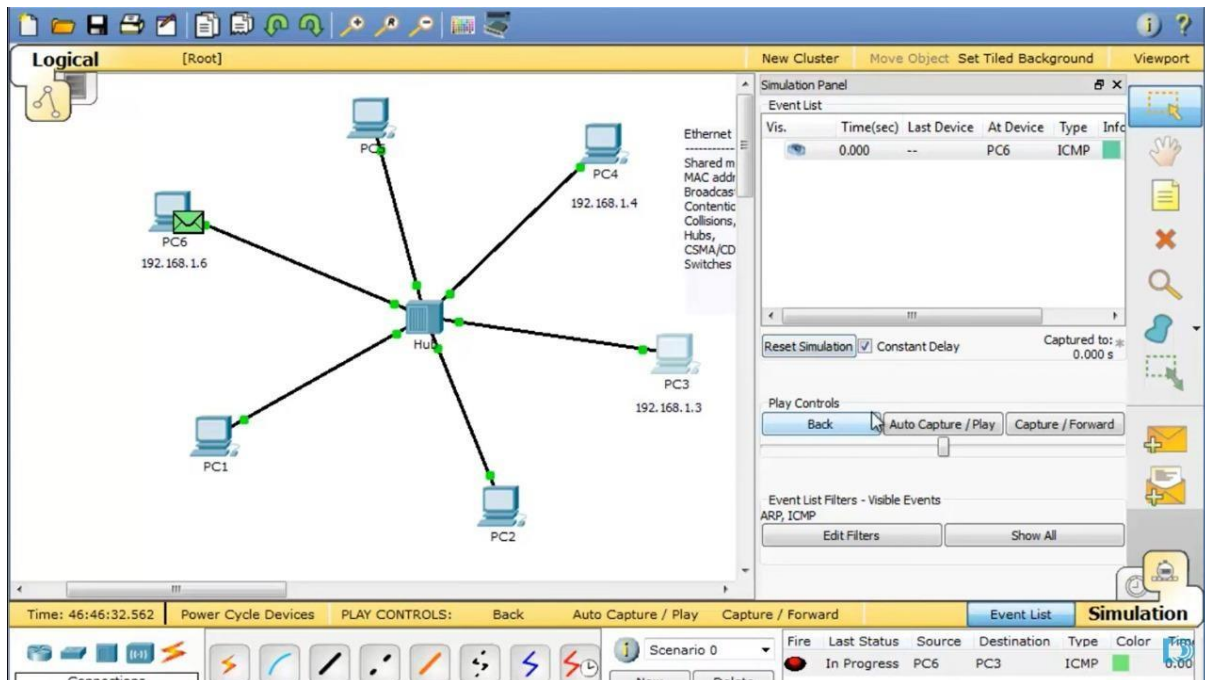 Logical [Root] New Cluster Move Object Set Tiled Background Viewport
Simulation Panel
Event List
Vis. Time(sec) Last Device At Device Type Info
0.000 -- PC6 ICMP
PC5
Ethernet
------------
PC4
Shared m
MAC addr
Broadcas
192.168.1.4
Contentio
Collisions,
Hubs,
CSMA/CD
Switches
PC6
192.168.1.6
Hub
Reset Simulation Constant Delay Captured to: *
0.000 s
PC3
192.168.1.3
Play Controls
Back Auto Capture / Play Capture / Forward
PC1
Event List Filters - Visible Events
ARP, ICMP
Edit Filters Show All
PC2
Time: 46:46:32.562 Power Cycle Devices PLAY CONTROLS: Back Auto Capture / Play Capture / Forward Event List Simulation
Scenario 0 Fire Last Status Source Destination Type Color Time
In Progress PC6 PC3 ICMP 0.00
Connections New Delete